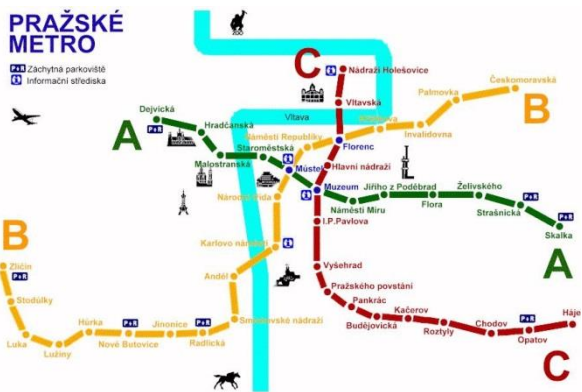 PRAŽSKÉ
METRO
P+R Záchytná parkoviště
i Informační střediska
C
Nádraží Holešovice
Vltavská
Českomoravská
Palmovka
B
Invalidovna
Křižíkova
Florenc
Vltava
Dejvická
P+R
A
Hradčanská
Malostranská
Náměstí Republiky
Staroměstská
Můstek
Hlavní nádraží
Muzeum
Národní třída
Náměstí Míru
Jiřího z Poděbrad
Flora
Želivského
Strašnická
P+R
Skalka
P+R
A
I.P.Pavlova
Karlovo náměstí
B
Zličín
P+R
Stodůlky
Luka
Lužiny
Hůrka
Nové Butovice
P+R
Jinonice
Radlická
P+R
Anděl
Smíchovské nádraží
Vyšehrad
Pražského povstání
Pankrác
Budějovická
Kačerov
Roztyly
Chodov
Opatov
P+R
Háje
C